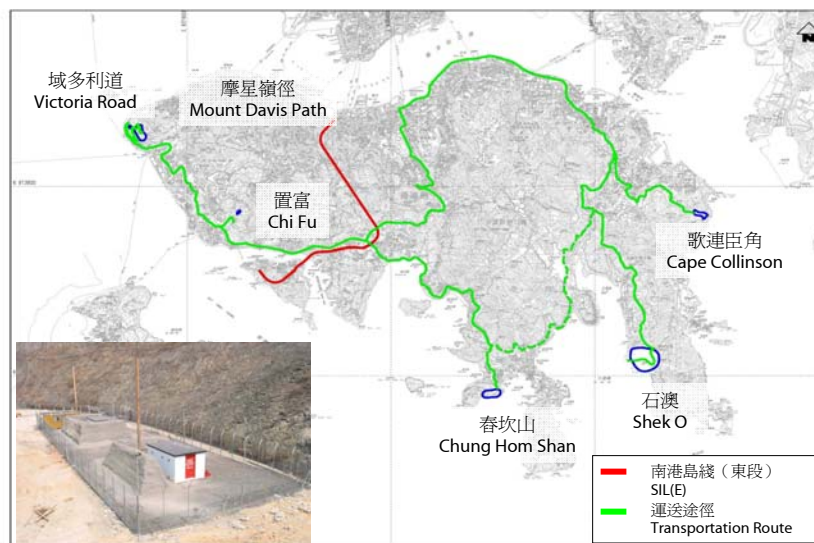 域多利道
Victoria Road
摩星嶺徑
Mount Davis Path
置富
Chi Fu
歌連臣角
Cape Collinson
石澳
Shek O
舂坎山
Chung Hom Shan
N
南港島綫（東段）
SIL(E)
運送途徑
Transportation Route